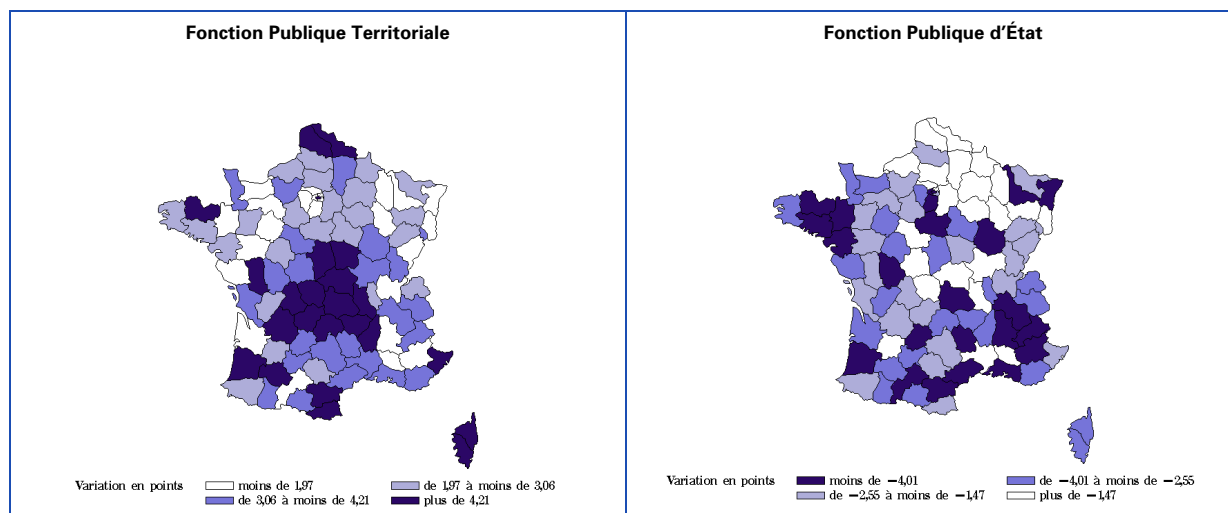 Fonction Publique Territoriale
Variation en points
moins de 1,97
de 1,97 à moins de 3,06
de 3,06 à moins de 4,21
plus de 4,21
Fonction Publique d’État
Variation en points
moins de −4,01
de −4,01 à moins de −2,55
de −2,55 à moins de −1,47
plus de −1,47